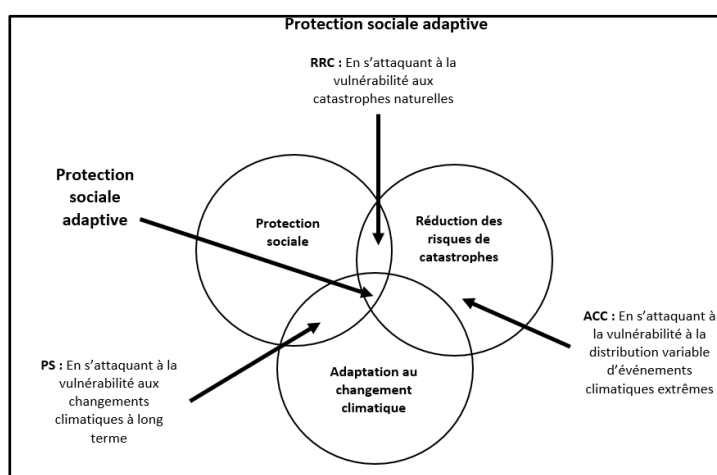 Protection sociale adaptive
RRC : En s’attaquant à la
vulnérabilité aux
catastrophes naturelles
Protection
sociale
adaptive
Protection
sociale
Réduction des
risques de
catastrophes
ACC : En s’attaquant à
la vulnérabilité à la
distribution variable
d’événements
climatiques extrêmes
PS : En s’attaquant à la
vulnérabilité aux
changements
climatiques à long
terme
Adaptation au
changement
climatique